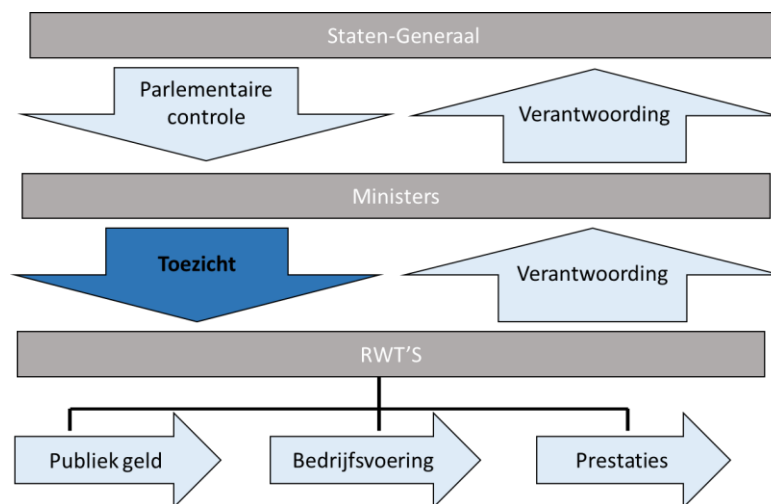 Staten-Generaal
Parlementaire
controle
Verantwoording
Ministers
Toezicht
Verantwoording
RWT'S
Publiek geld
Bedrijfsvoering
Prestaties